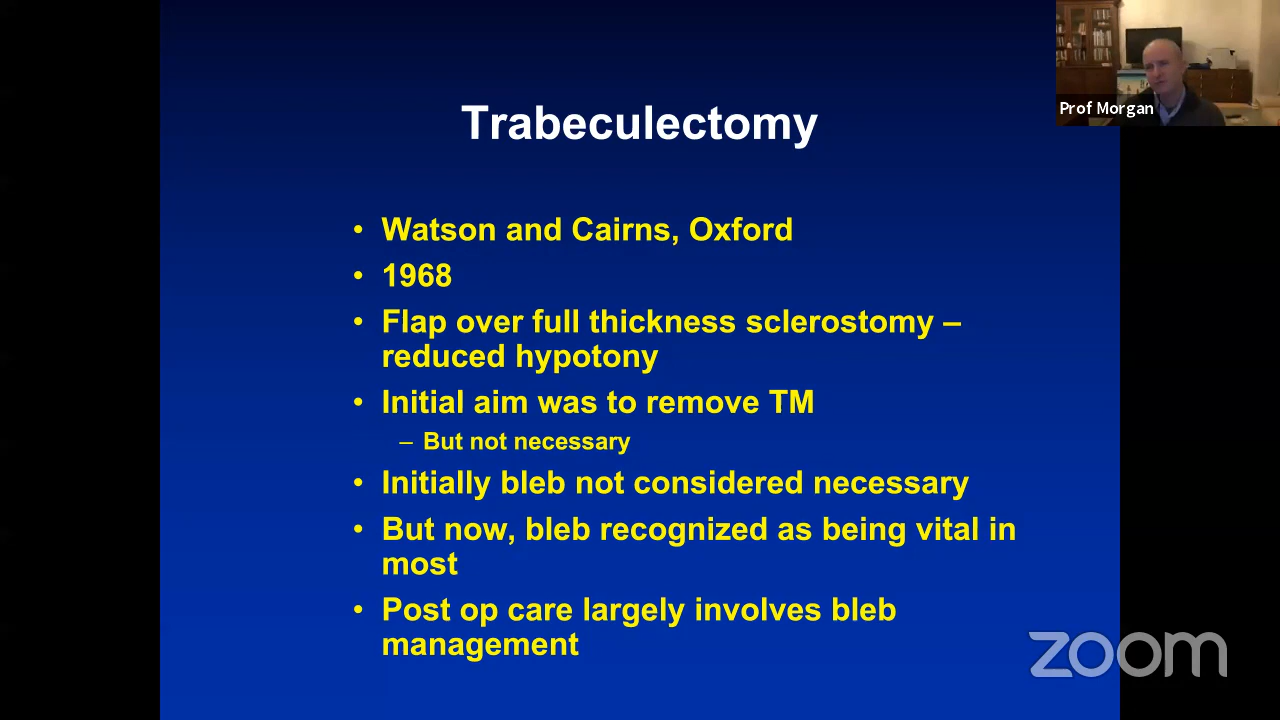 Prof Morgan
Trabeculectomy
• Watson and Cairns, Oxford
• 1968
• Flap over full thickness sclerostomy –
reduced hypotony
• Initial aim was to remove TM
– But not necessary
• Initially bleb not considered necessary
• But now, bleb recognized as being vital in
most
• Post op care largely involves bleb
management
zoom